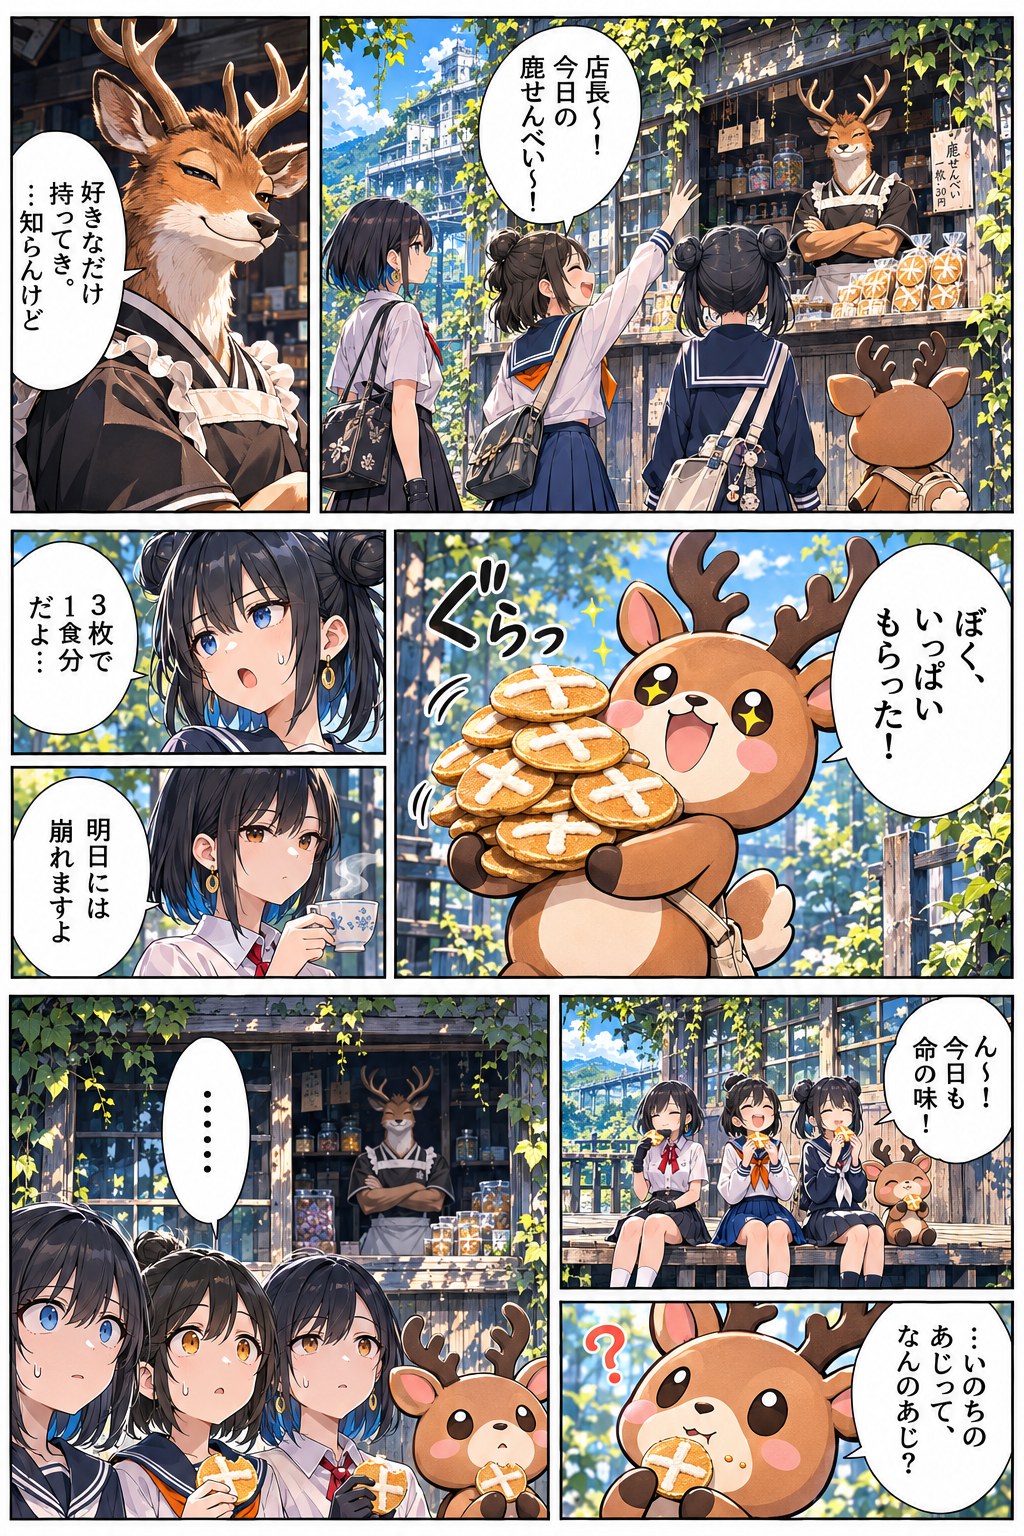 店長〜！
今日の
鹿せんべい〜！
鹿せんべい
一枚・30円
好きなだけ
持ってき。
…知らんけど
ぼく、
いっぱい
もらった！
ぐらっ
3枚で
1食分
だよ…
明日には
崩れますよ
ん〜！
今日も
命の味！
…いのちの
あじって、
なんのあじ？
？
……